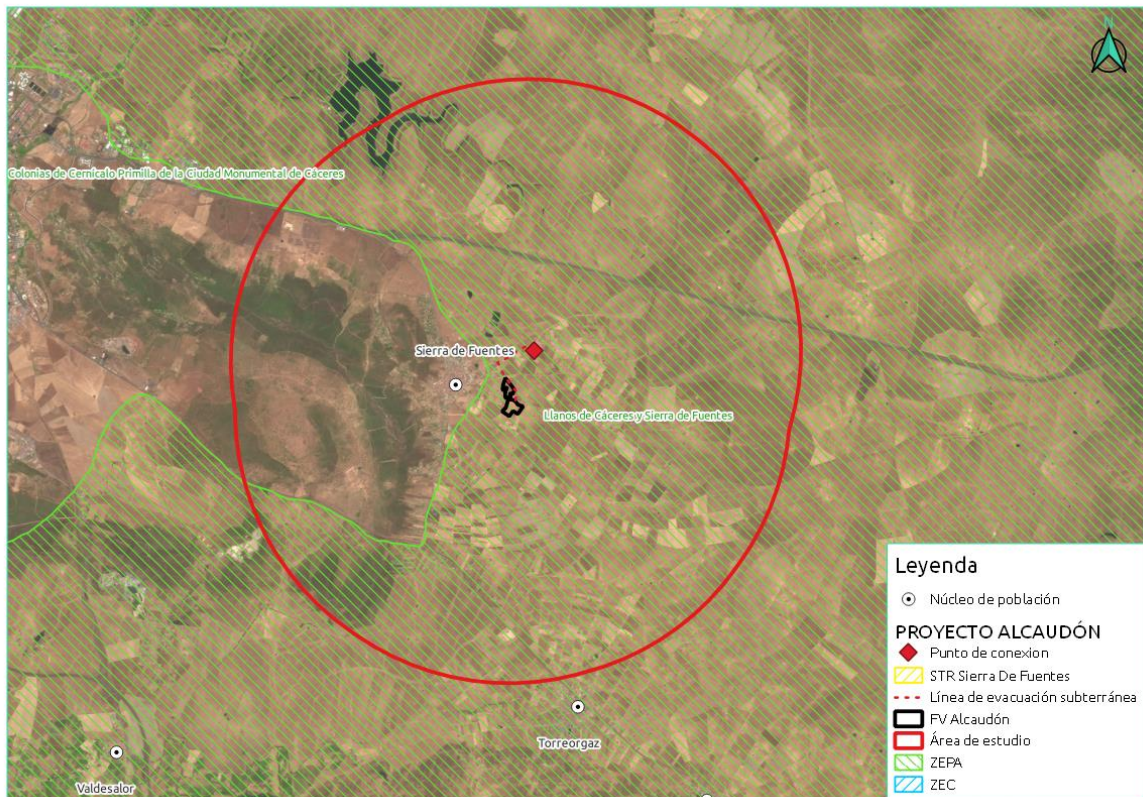 N
Colonias de Cernícalo Primilla de la Ciudad Monumental de Cáceres
Sierra de Fuentes
Llanos de Cáceres y Sierra de Fuentes
Torreorgaz
Valdesalor
Leyenda
Núcleo de población
PROYECTO ALCAUDÓN
Punto de conexion
STR Sierra De Fuentes
Línea de evacuación subterránea
FV Alcaudón
Área de estudio
ZEPA
ZEC